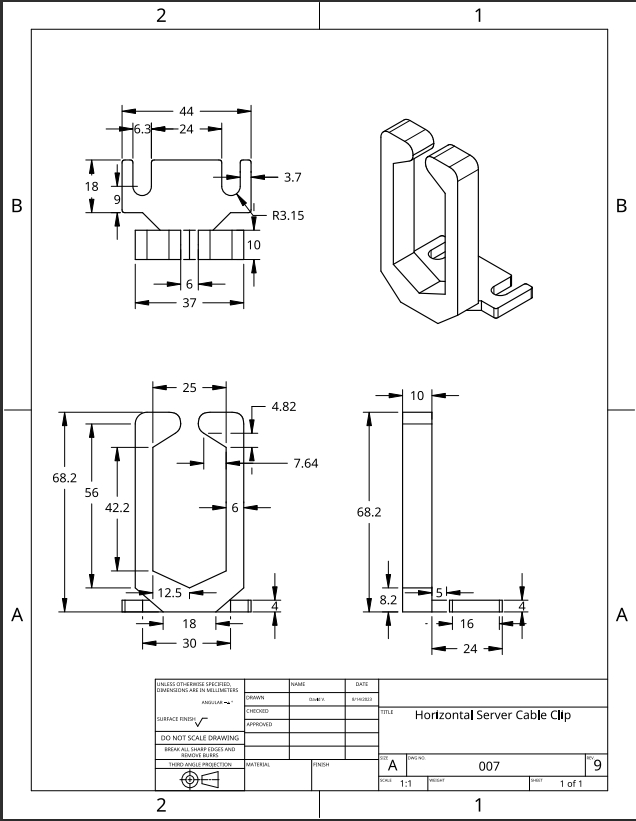 2 1
44
6.3 24
18
9
3.7
R3.15
10
6
37
B B
25
4.82
7.64
68.2
56
42.2
6
12.5
4
18
30
10
68.2
8.2
5
4
16
24
A A
UNLESS OTHERWISE SPECIFIED,
DIMENSIONS ARE IN MILLIMETERS
ANGULAR
SURFACE FINISH
DO NOT SCALE DRAWING
BREAK ALL SHARP EDGES AND
REMOVE BURRS
THIRD ANGLE PROJECTION
NAME DATE
DRAWN David V. 9/14/2023
CHECKED
APPROVED
MATERIAL FINISH
TITLE
Horizontal Server Cable Clip
SIZE DWG NO. REV
A 007 9
SCALE 1:1 WEIGHT SHEET 1 of 1
2 1